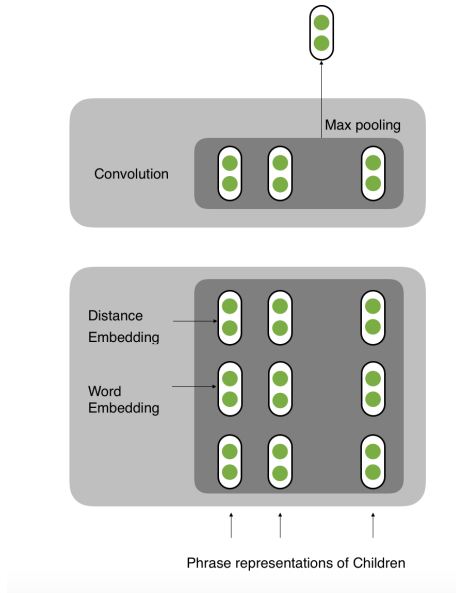 Max pooling
Convolution
Distance
Embedding
Word
Embedding
Phrase representations of Children